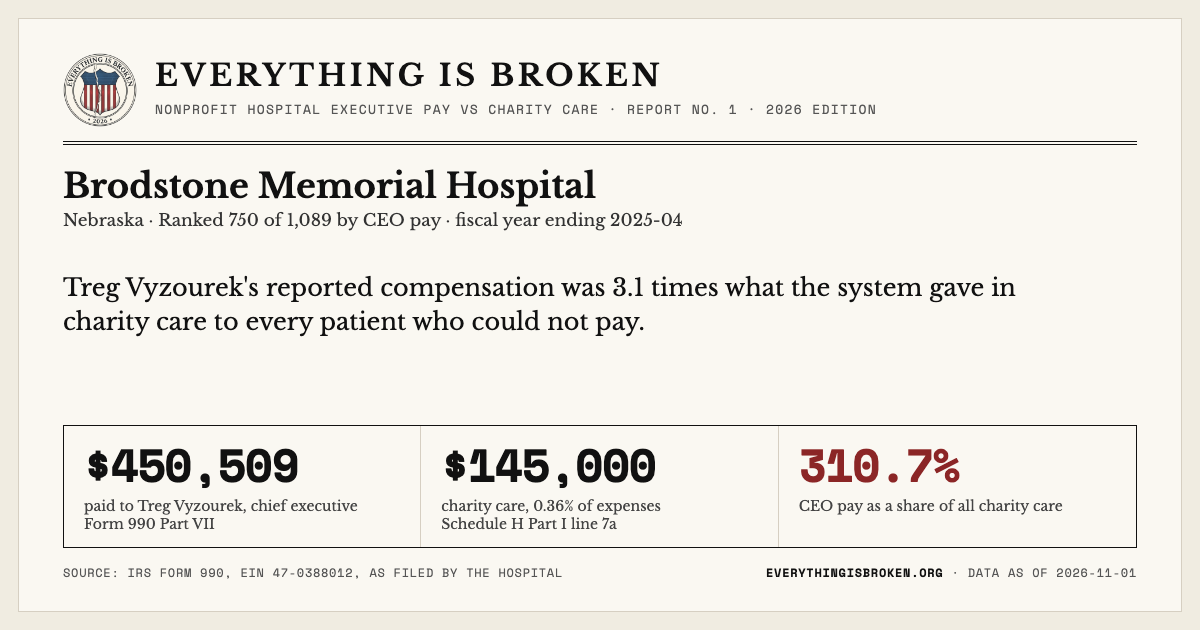 EVERYTHING IS BROKEN
2026
EVERYTHING IS BROKEN
NONPROFIT HOSPITAL EXECUTIVE PAY VS CHARITY CARE · REPORT NO. 1 · 2026 EDITION
Brodstone Memorial Hospital
Nebraska · Ranked 750 of 1,089 by CEO pay · fiscal year ending 2025-04
Treg Vyzourek's reported compensation was 3.1 times what the system gave in
charity care to every patient who could not pay.
$450,509
paid to Treg Vyzourek, chief executive
Form 990 Part VII
$145,000
charity care, 0.36% of expenses
Schedule H Part I line 7a
310.7%
CEO pay as a share of all charity care
SOURCE: IRS FORM 990, EIN 47-0388012, AS FILED BY THE HOSPITAL
EVERYTHINGISBROKEN.ORG · DATA AS OF 2026-11-01